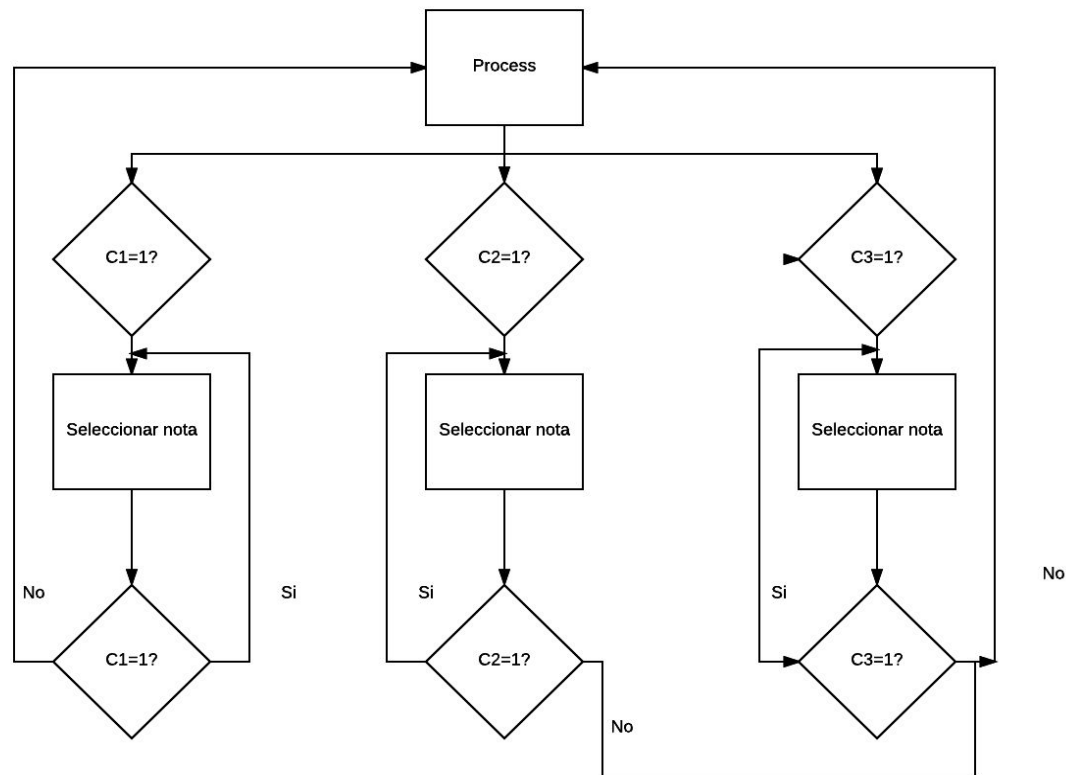 Process
C1=1?
C2=1?
C3=1?
Seleccionar nota
Seleccionar nota
Seleccionar nota
No
Si
Si
Si
No
C1=1?
C2=1?
C3=1?
No